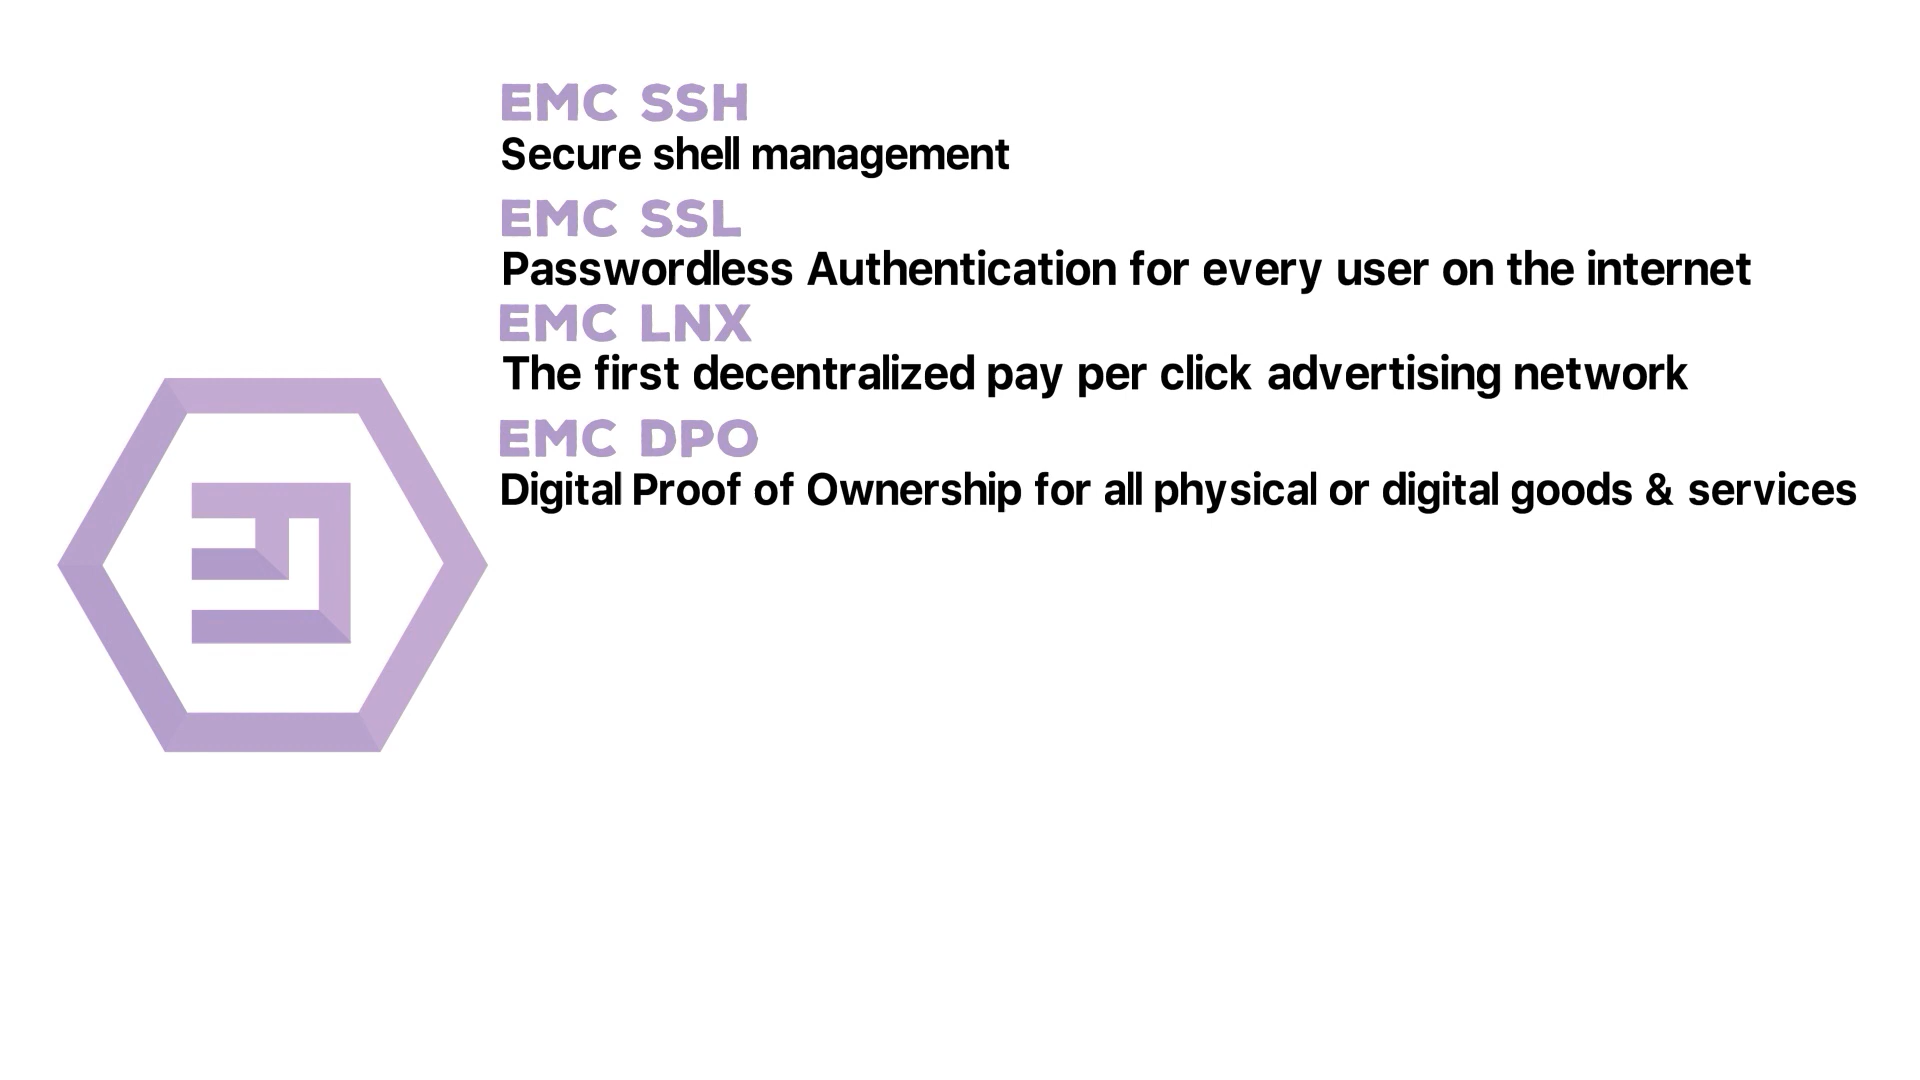 EMC SSH
Secure shell management
EMC SSL
Passwordless Authentication for every user on the internet
EMC LNX
The first decentralized pay per click advertising network
EMC DPO
Digital Proof of Ownership for all physical or digital goods & services